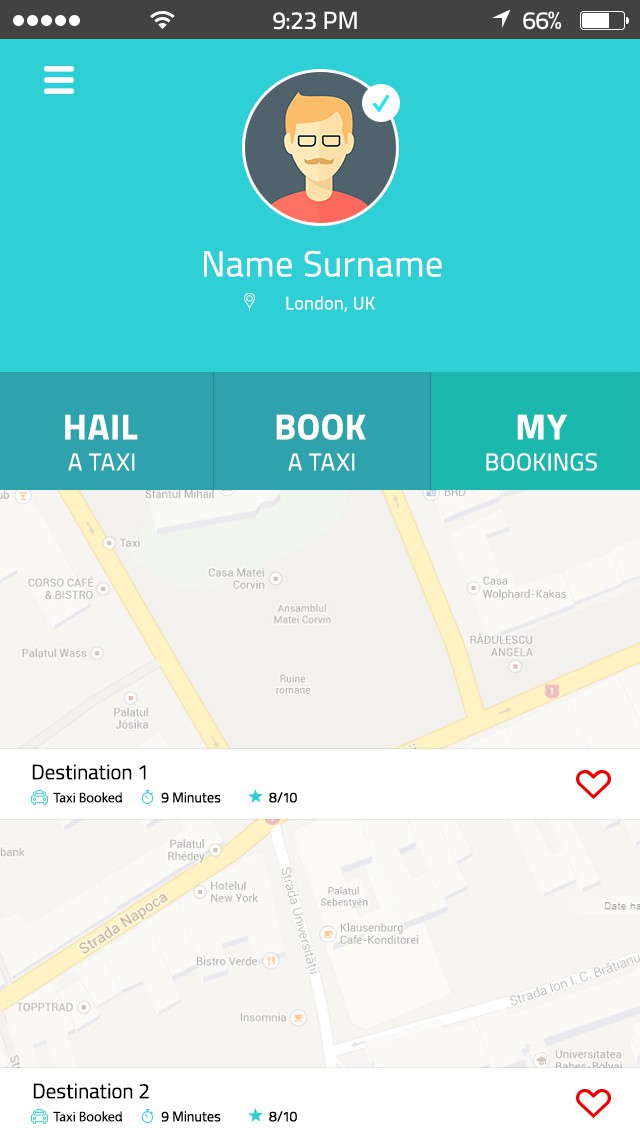 9:23 PM
66%
Name Surname
London, UK
HAIL
A TAXI
BOOK
A TAXI
MY
BOOKINGS
ub
Sfântul Mihail
BRD
Taxi
CORSO CAFÉ
& BISTRO
Casa Matei
Corvin
Casa
Wolphard-Kakas
Ansamblul
Matei Corvin
RĂDULESCU
ANGELA
Palatul Wass
Ruine
romane
1
Palatul
Jósika
Destination 1
Taxi Booked
9 Minutes
8/10
bank
Palatul
Rhédey
Hotelul
New York
Palatul
Sebestyén
Date ha
Strada Napoca
Strada Universității
Klausenburg
Cafe-Konditorei
Bistro Verde
Strada Ion I. C. Brătianu
TOPPTRAD
Insomnia
Universitatea
Babeș-Bolyai
Destination 2
Taxi Booked
9 Minutes
8/10